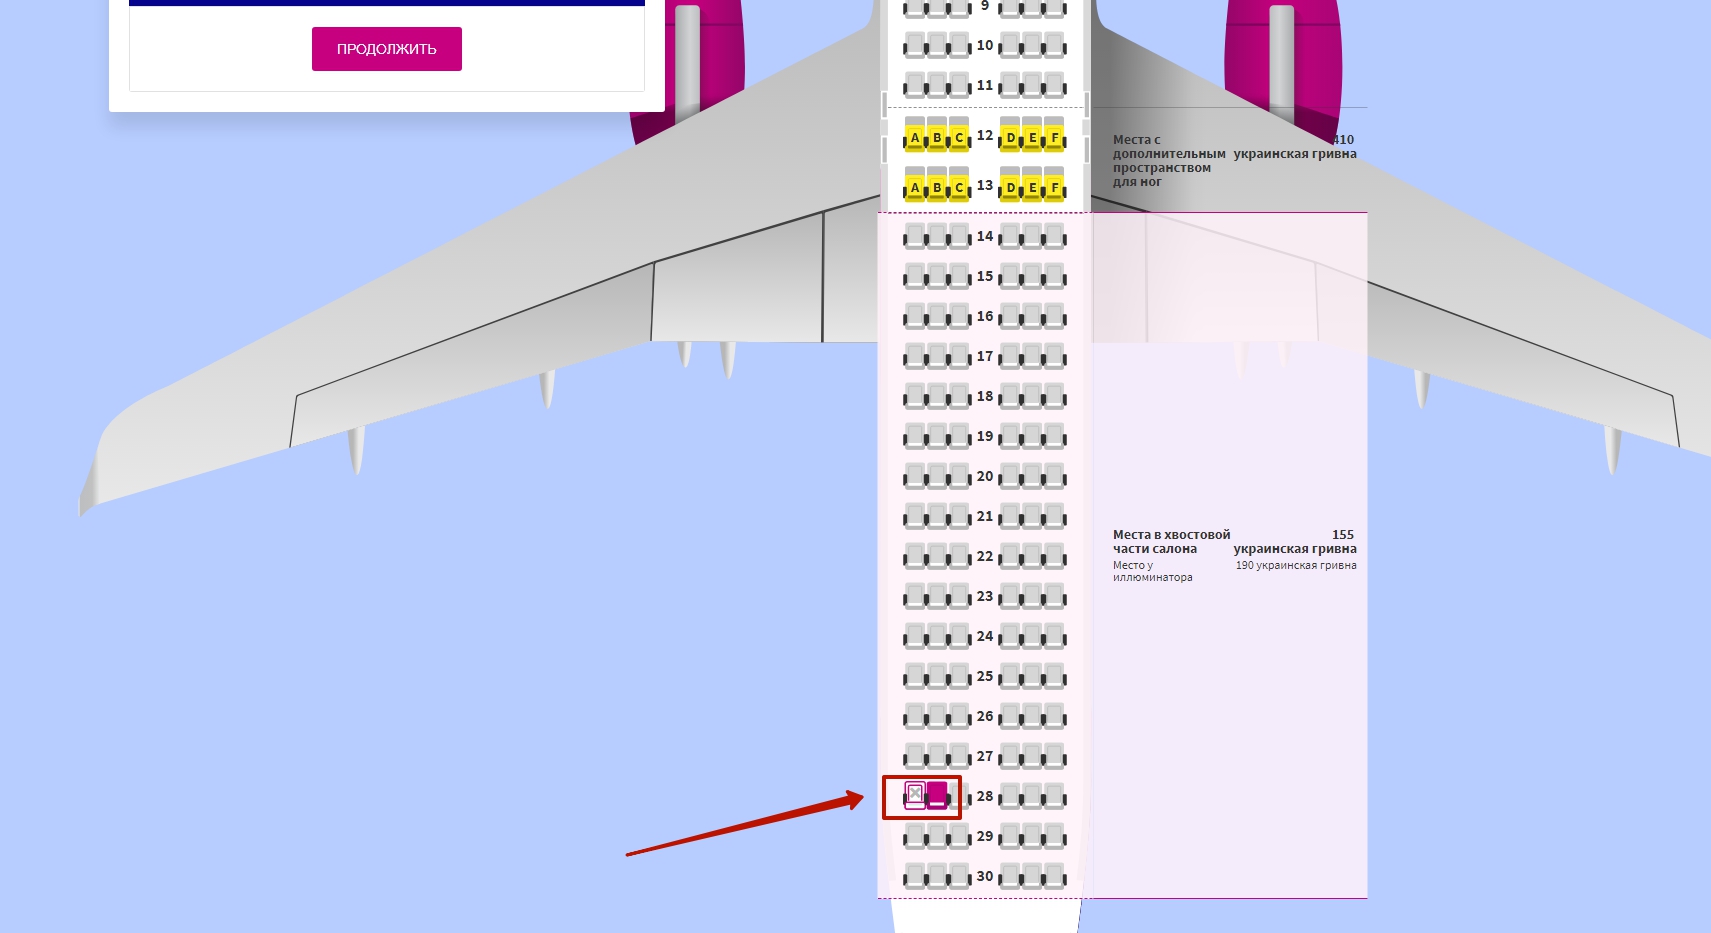 ПРОДОЛЖИТЬ
9
10
11
A B C 12 D E F
A B C 13 D E F
Места с дополнительным пространством для ног
410 украинская гривна
14
15
16
17
18
19
20
21
22
23
24
25
26
27
28
29
30
Места в хвостовой части салона
155 украинская гривна
Место у иллюминатора
190 украинская гривна